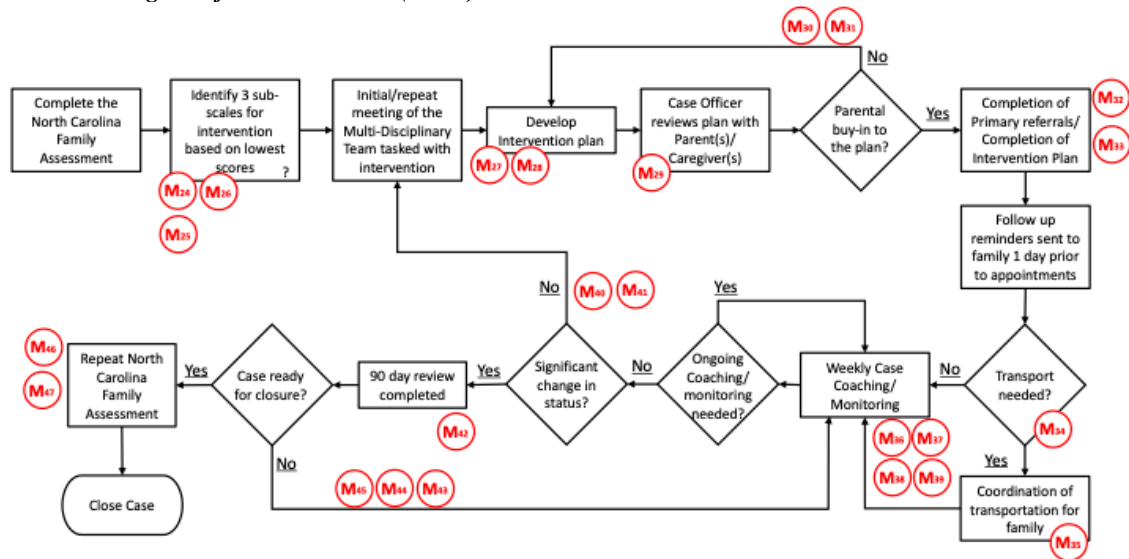 M30
M31
No
Complete the
North Carolina
Family
Assessment
Identify 3 sub-
scales for
intervention
based on lowest
scores
?
M24
M26
M25
Initial/repeat
meeting of the
Multi-Disciplinary
Team tasked with
intervention
Develop
Intervention plan
M27
M28
Case Officer
reviews plan with
Parent(s)/
Caregiver(s)
M29
Parental
buy-in to
the plan?
Yes
Completion of
Primary referrals/
Completion of
Intervention Plan
M32
M33
Follow up
reminders sent to
family 1 day prior
to appointments
No
M40
M41
Yes
M46
M47
Repeat North
Carolina
Family
Assessment
Yes
Case ready
for closure?
90 day review
completed
M42
Yes
Significant
change in
status?
No
Ongoing
Coaching/
monitoring
needed?
Weekly Case
Coaching/
Monitoring
M36
M37
M38
M39
No
Transport
needed?
M34
Yes
Coordination of
transportation for
family
M35
No
M45
M44
M43
Close Case